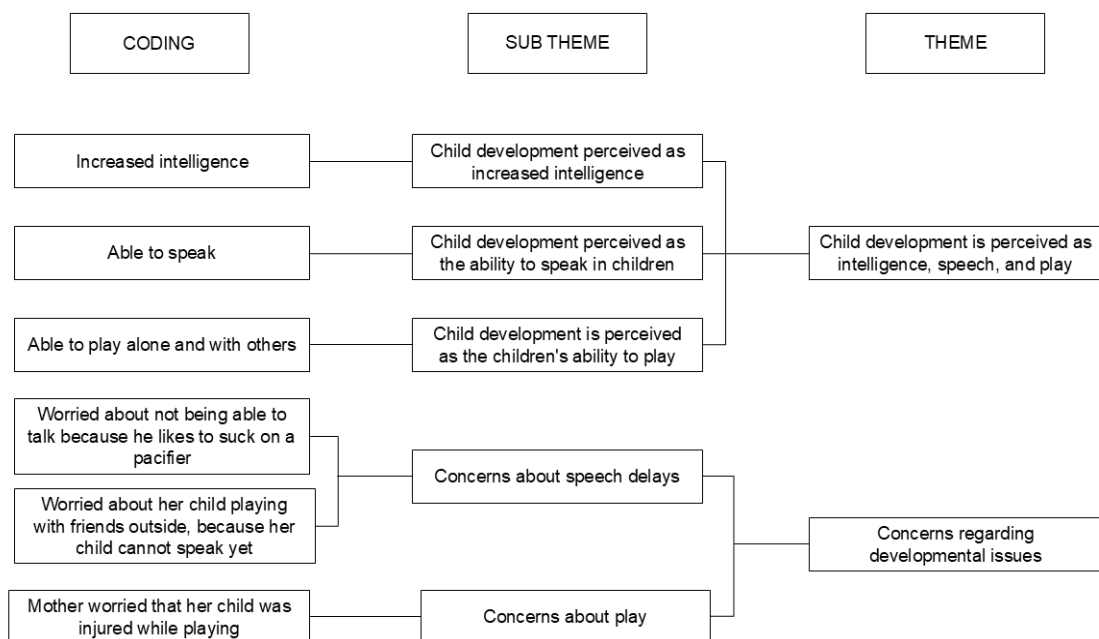 CODING
SUB THEME
THEME
Increased intelligence
Child development perceived as
increased intelligence
Able to speak
Child development perceived as
the ability to speak in children
Child development is perceived as
intelligence, speech, and play
Able to play alone and with others
Child development is perceived
as the children's ability to play
Worried about not being able to
talk because he likes to suck on a
pacifier
Concerns about speech delays
Worried about her child playing
with friends outside, because her
child cannot speak yet
Concerns regarding
developmental issues
Mother worried that her child was
injured while playing
Concerns about play